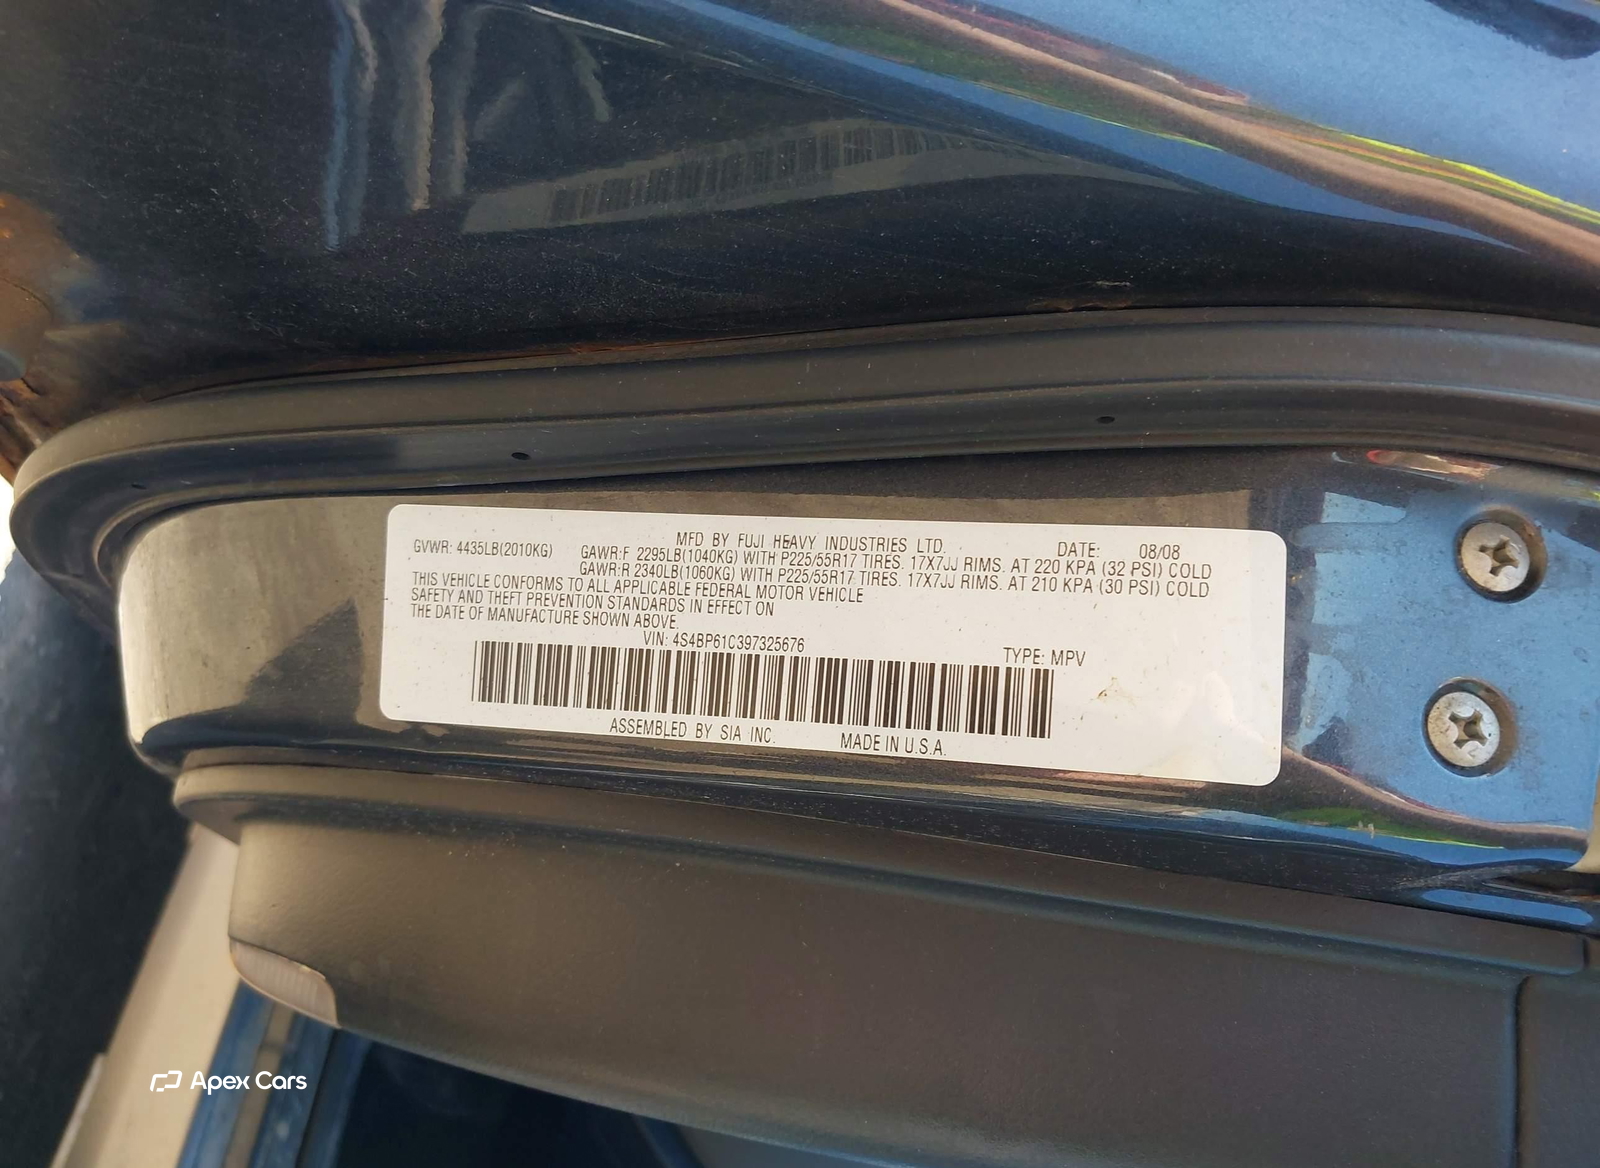 MFD BY FUJI HEAVY INDUSTRIES LTD. DATE: 08/08
GVWR: 4435LB(2010KG) GAWR:F 2295LB(1040KG) WITH P225/55R17 TIRES. 17X7JJ RIMS. AT 220 KPA (32 PSI) COLD
GAWR:R 2340LB(1060KG) WITH P225/55R17 TIRES. 17X7JJ RIMS. AT 210 KPA (30 PSI) COLD
THIS VEHICLE CONFORMS TO ALL APPLICABLE FEDERAL MOTOR VEHICLE
SAFETY AND THEFT PREVENTION STANDARDS IN EFFECT ON
THE DATE OF MANUFACTURE SHOWN ABOVE.
VIN: 4S4BP61C397325676 TYPE: MPV
ASSEMBLED BY SIA INC. MADE IN U.S.A.
Apex Cars